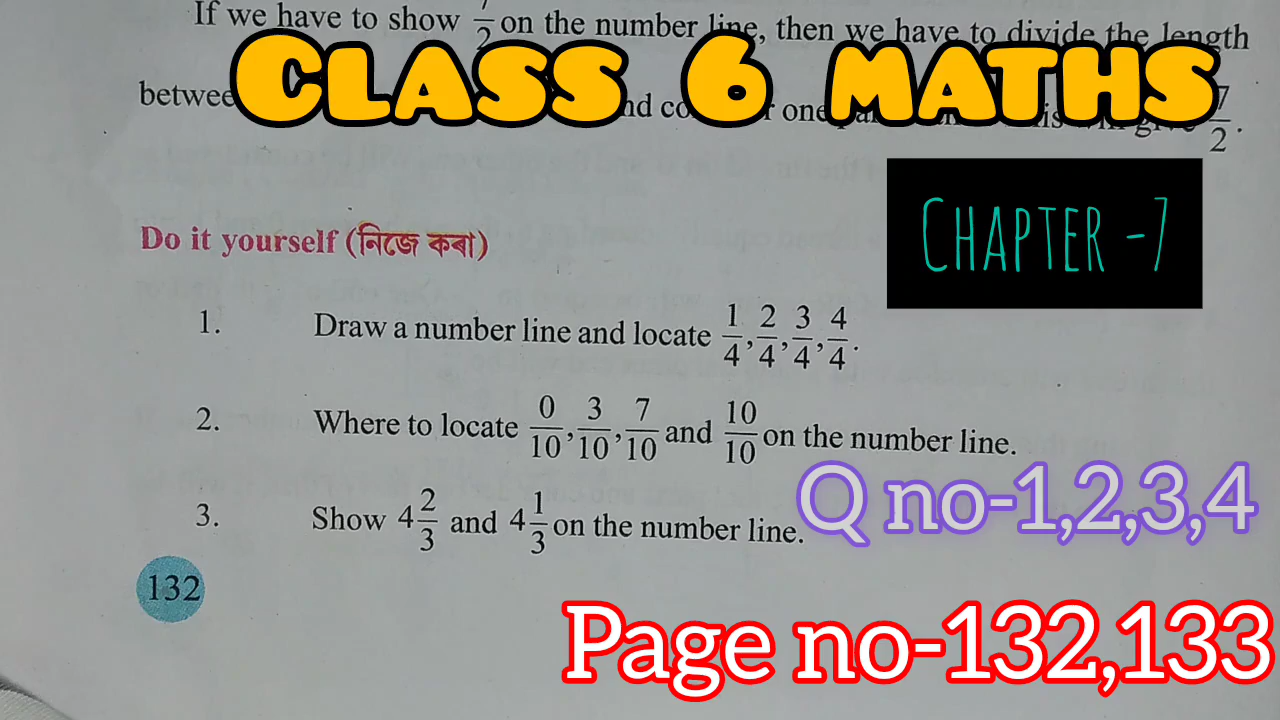 If we have to show 7/2 on the number line, then we have to divide the length
CLASS 6 MATHS
betwee
one
7/2.
CHAPTER -7
Do it yourself (নিজে কৰা)
1. Draw a number line and locate 1/4, 2/4, 3/4, 4/4.
2. Where to locate 0/10, 3/10, 7/10 and 10/10 on the number line.
3. Show 4 2/3 and 4 1/3 on the number line.
Q no-1,2,3,4
132
Page no-132,133